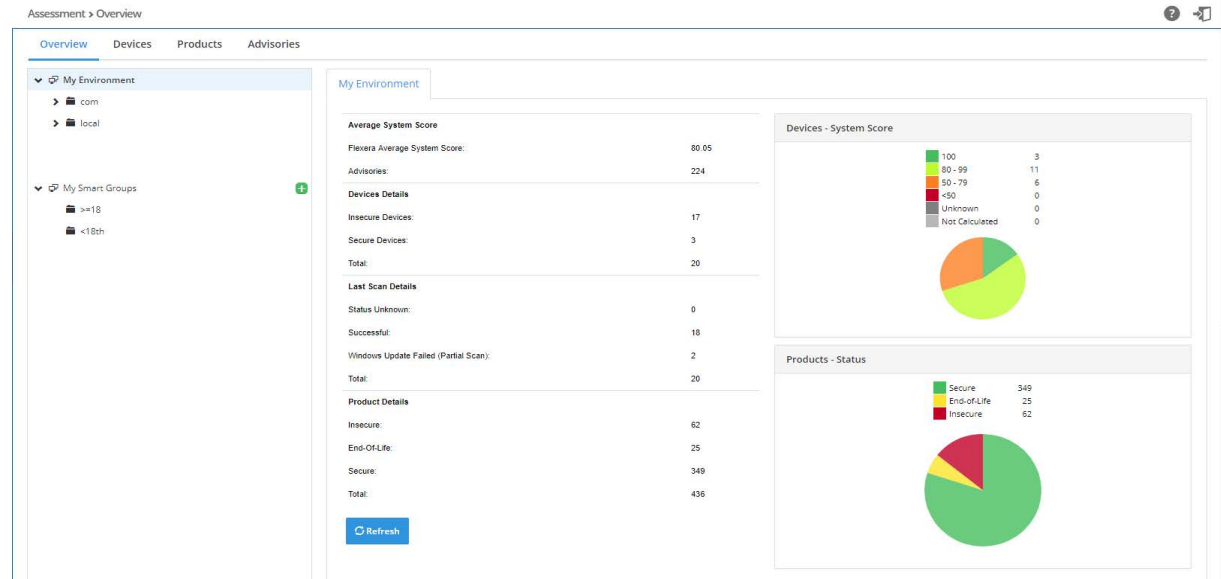 Assessment > Overview
Overview Devices Products Advisories
My Environment
com
local
My Smart Groups
>=18
<18th
My Environment
Average System Score
Flexera Average System Score: 80.05
Advisories: 224
Devices Details
Insecure Devices: 17
Secure Devices: 3
Total: 20
Last Scan Details
Status Unknown: 0
Successful: 18
Windows Update Failed (Partial Scan): 2
Total: 20
Product Details
Insecure: 62
End-Of-Life: 25
Secure: 349
Total: 436
Refresh
Devices - System Score
100 3
80 - 99 11
50 - 79 6
<50 0
Unknown 0
Not Calculated 0
Products - Status
Secure 349
End-of-Life 25
Insecure 62